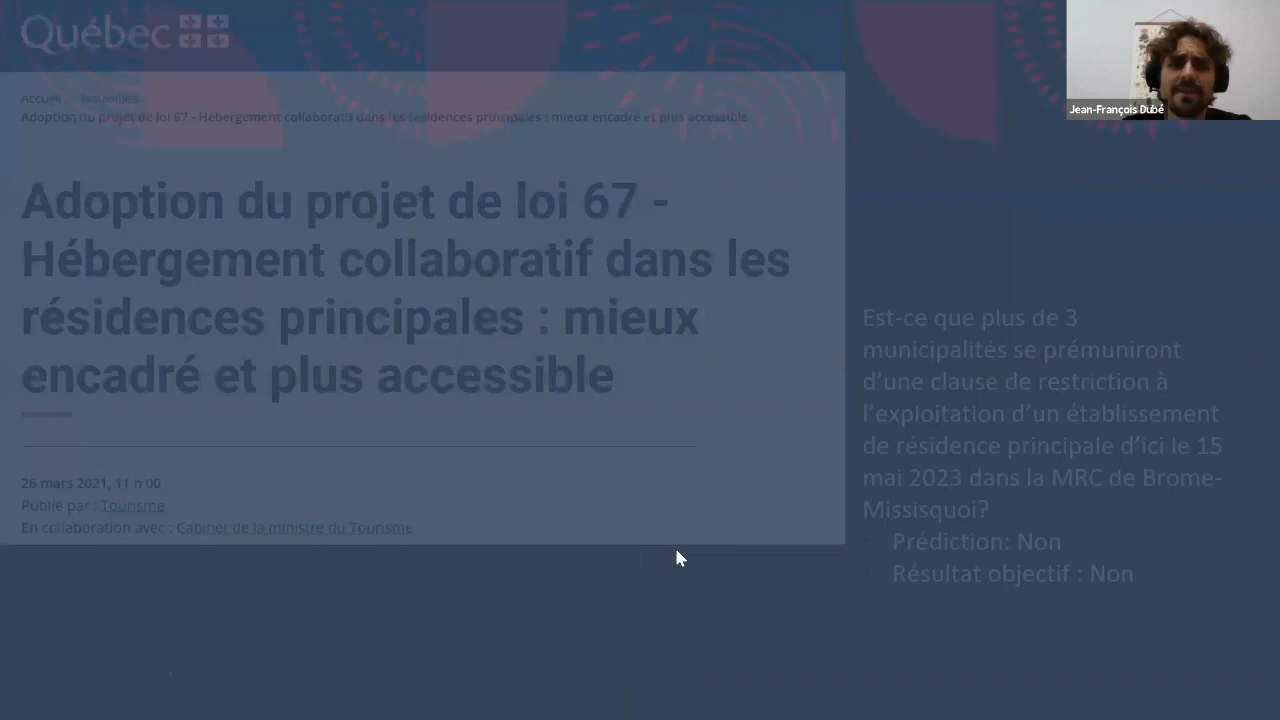 Québec
Accueil
Adoption du projet de loi 67 - Hébergement collaboratif dans les résidences principales : mieux encadré et plus accessible
Adoption du projet de loi 67 -
Hébergement collaboratif dans les
résidences principales : mieux
encadré et plus accessible
26 mars 2021, 11 h 00
Publié par : Tourisme
En collaboration avec : Cabinet de la ministre du Tourisme
Jean-François Dubé
Est-ce que plus de 3
municipalités se prémuniront
d’une clause de restriction à
l’exploitation d’un établissement
de résidence principale d’ici le 15
mai 2023 dans la MRC de Brome-
Missisquoi?
Prédiction: Non
Résultat objectif : Non